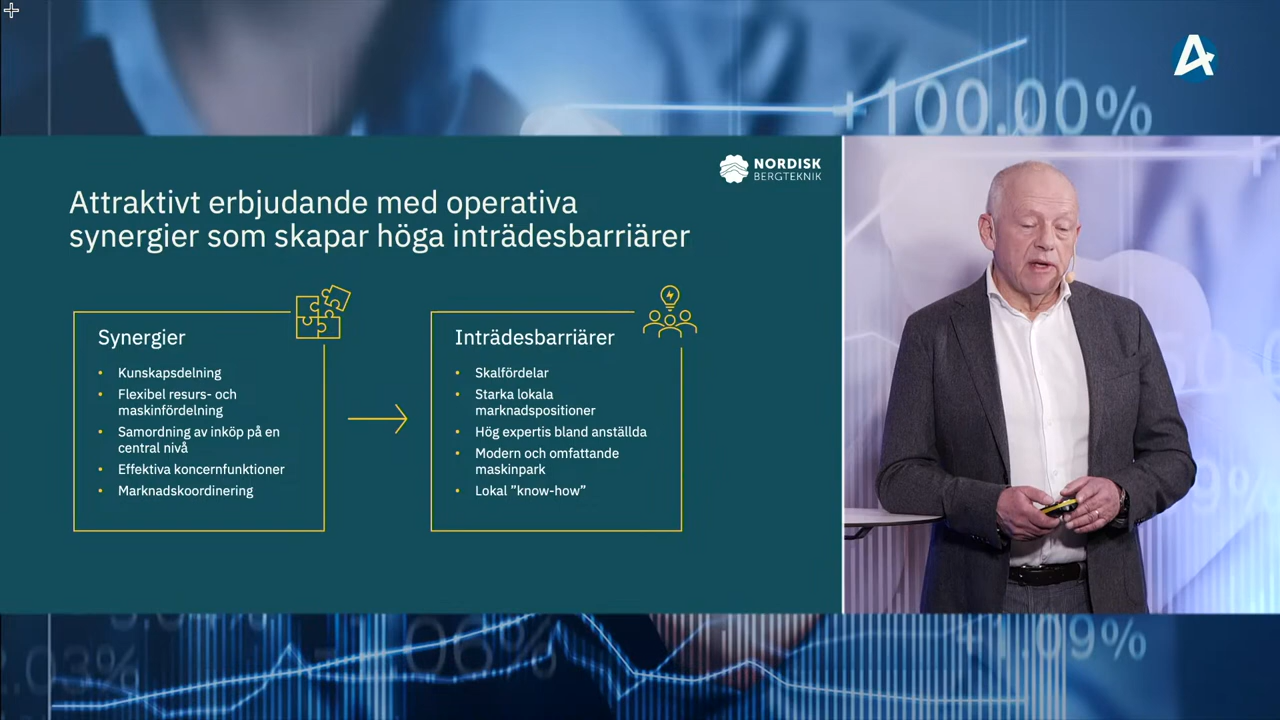 +100.00%
NORDISK
BERGTEKNIK
Attraktivt erbjudande med operativa
synergier som skapar höga inträdesbarriärer
Synergier
• Kunskapsdelning
• Flexibel resurs- och
maskinfördelning
• Samordning av inköp på en
central nivå
• Effektiva koncernfunktioner
• Marknadskoordinering
Inträdesbarriärer
• Skalfördelar
• Starka lokala
marknadspositioner
• Hög expertis bland anställda
• Modern och omfattande
maskinpark
• Lokal ”know-how”
+1.09%